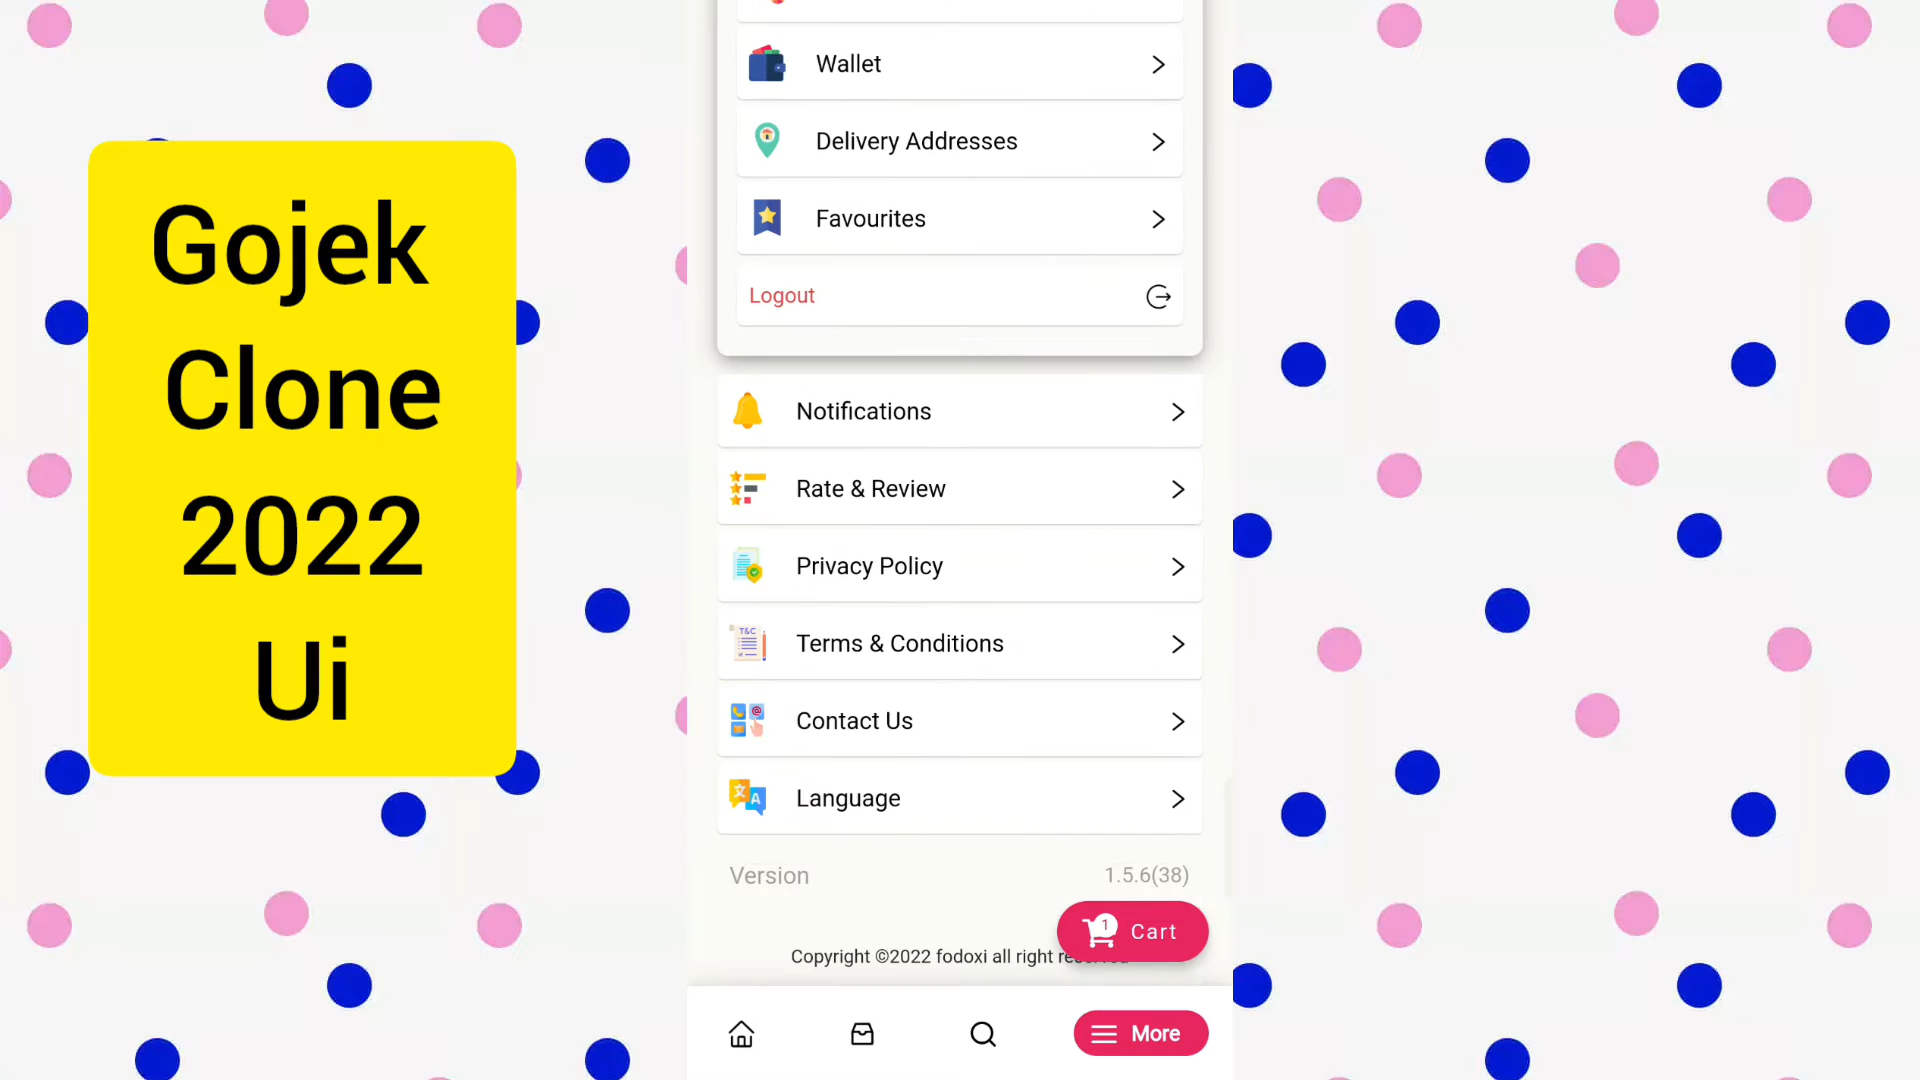 Gojek
Clone
2022
Ui
Wallet
Delivery Addresses
Favourites
Logout
Notifications
Rate & Review
Privacy Policy
T&C
Terms & Conditions
Contact Us
Language
Version 1.5.6(38)
1 Cart
Copyright ©2022 fodoxi all right
More